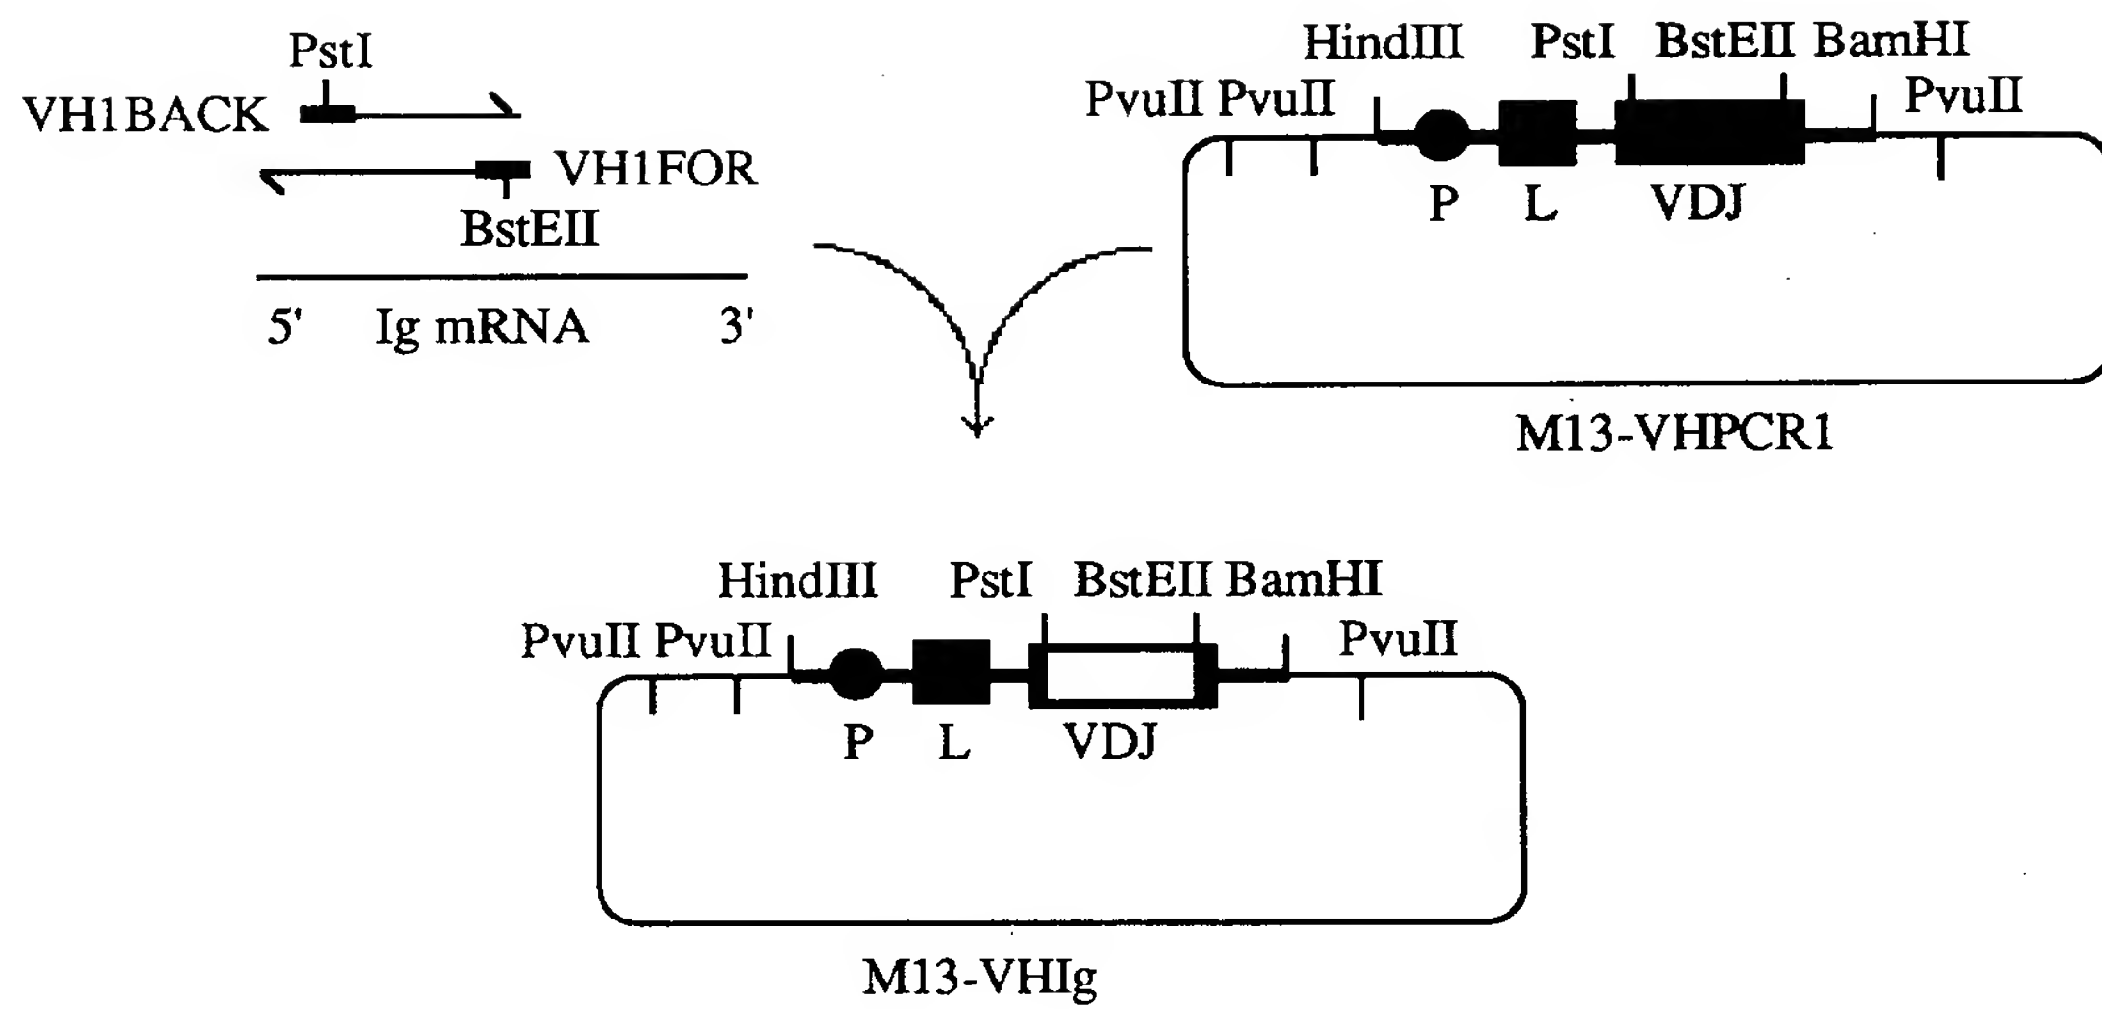 PstI
VH1BACK
VH1FOR
BstEII
5' Ig mRNA 3'
HindIII PstI BstEII BamHI
PvuII PvuII PvuII
P L VDJ
M13-VHPCR1
HindIII PstI BstEII BamHI
PvuII PvuII PvuII
P L VDJ
M13-VHIg